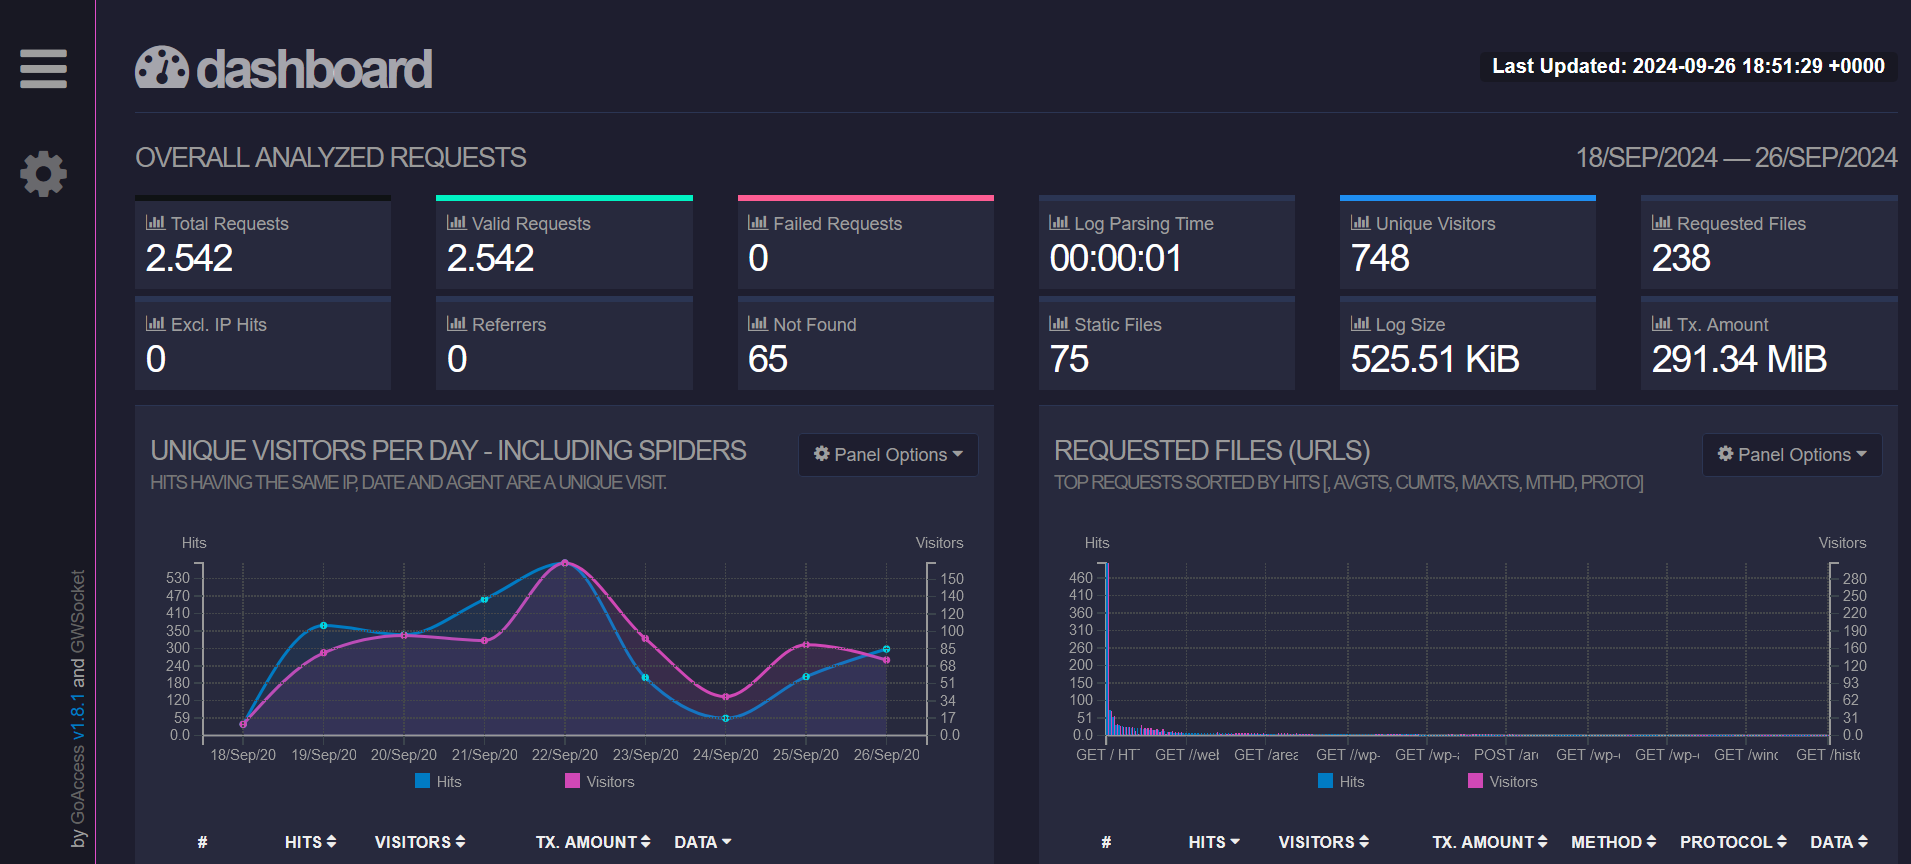 dashboard
Last Updated: 2024-09-26 18:51:29 +0000
OVERALL ANALYZED REQUESTS
18/SEP/2024 — 26/SEP/2024
Total Requests
2.542
Valid Requests
2.542
Failed Requests
0
Log Parsing Time
00:00:01
Unique Visitors
748
Requested Files
238
Excl. IP Hits
0
Referrers
0
Not Found
65
Static Files
75
Log Size
525.51 KiB
Tx. Amount
291.34 MiB
UNIQUE VISITORS PER DAY - INCLUDING SPIDERS
HITS HAVING THE SAME IP, DATE AND AGENT ARE A UNIQUE VISIT.
Panel Options
Hits
Visitors
530
470
410
350
300
240
180
120
59
0.0
150
140
120
100
85
68
51
34
17
0.0
18/Sep/20 19/Sep/20 20/Sep/20 21/Sep/20 22/Sep/20 23/Sep/20 24/Sep/20 25/Sep/20 26/Sep/20
Hits Visitors
# HITS VISITORS TX. AMOUNT DATA
REQUESTED FILES (URLS)
TOP REQUESTS SORTED BY HITS [, AVGTS, CUMTS, MAXTS, MTHD, PROTO]
Panel Options
Hits
Visitors
460
410
360
310
260
200
150
100
51
0.0
280
250
220
190
160
120
93
62
31
0.0
GET / HT GET //web GET /area GET //wp- GET /wp-a POST /are GET /wp-c GET /wp-c GET /wind GET /histo
Hits Visitors
# HITS VISITORS TX. AMOUNT METHOD PROTOCOL DATA
by GoAccess v1.8.1 and GWSocket